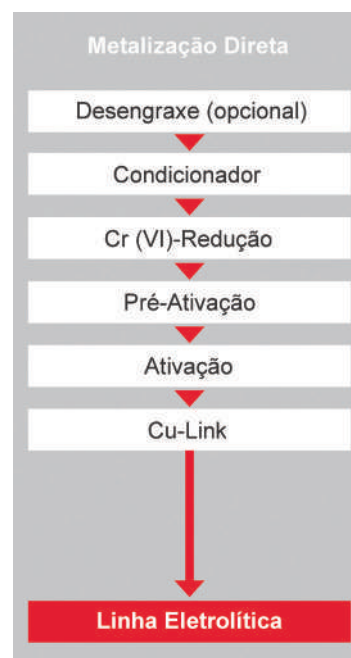 Metalização Direta
Desengraxe (opcional)
Condicionador
Cr (VI)-Redução
Pré-Ativação
Ativação
Cu-Link
Linha Eletrolítica